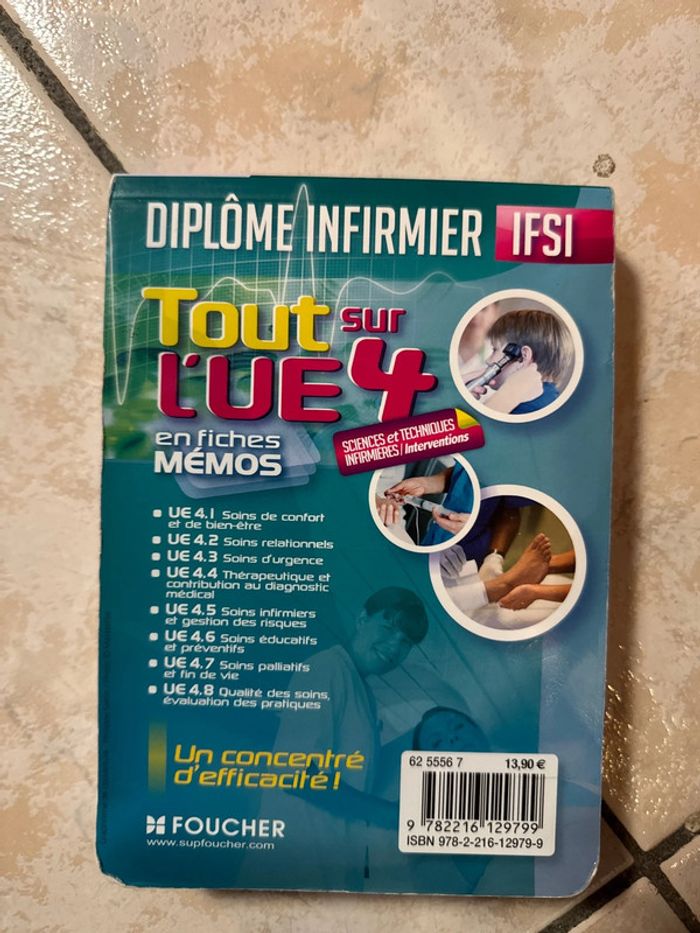 DIPLÔME INFIRMIER IFSI
Tout sur
l'UE 4
en fiches
MÉMOS
SCIENCES et TECHNIQUES
INFIRMIÈRES / Interventions
UE 4.1 Soins de confort
et de bien-être
UE 4.2 Soins relationnels
UE 4.3 Soins d'urgence
UE 4.4 Thérapeutique et
contribution au diagnostic
médical
UE 4.5 Soins infirmiers
et gestion des risques
UE 4.6 Soins éducatifs
et préventifs
UE 4.7 Soins palliatifs
et fin de vie
UE 4.8 Qualité des soins,
évaluation des pratiques
Un concentré
d'efficacité !
FOUCHER
www.supfoucher.com
62 5556 7 13,90 €
9 782216 129799
ISBN 978-2-216-12979-9